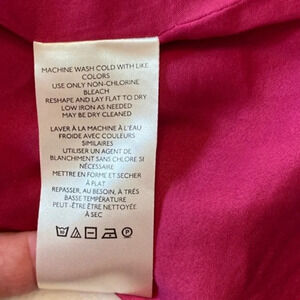 MACHINE WASH COLD WITH LIKE
COLORS
USE ONLY NON-CHLORINE
BLEACH
RESHAPE AND LAY FLAT TO DRY
LOW IRON AS NEEDED
MAY BE DRY CLEANED
LAVER À LA MACHINE À L'EAU
FROIDE AVEC COULEURS
SIMILAIRES
UTILISER UN AGENT DE
BLANCHIMENT SANS CHLORE SI
NÉCESSAIRE
METTRE EN FORME ET SÉCHER
À PLAT
REPASSER, AU BESOIN, À TRÈS
BASSE TEMPÉRATURE
PEUT-ÊTRE ÊTRE NETTOYÉE
À SEC